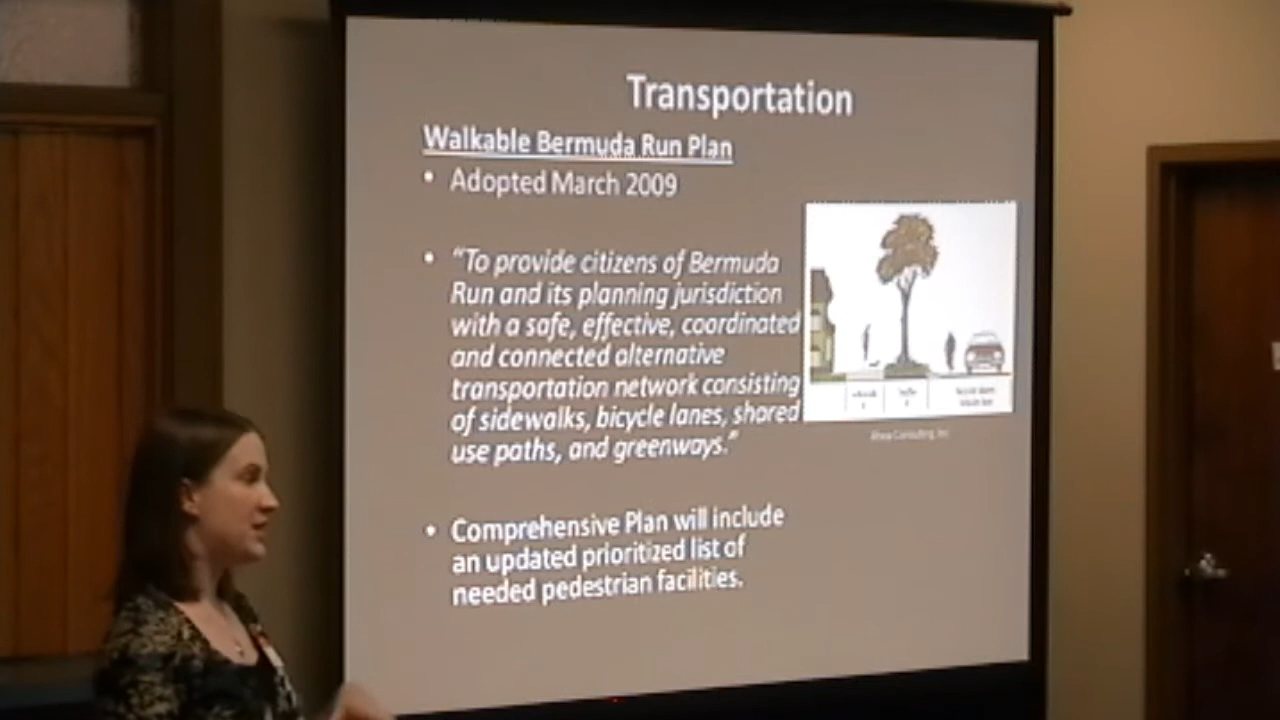 Transportation
Walkable Bermuda Run Plan
• Adopted March 2009
• “To provide citizens of Bermuda
Run and its planning jurisdiction
with a safe, effective, coordinated
and connected alternative
transportation network consisting
of sidewalks, bicycle lanes, shared
use paths, and greenways.”
• Comprehensive Plan will include
an updated prioritized list of
needed pedestrian facilities.
Consulting